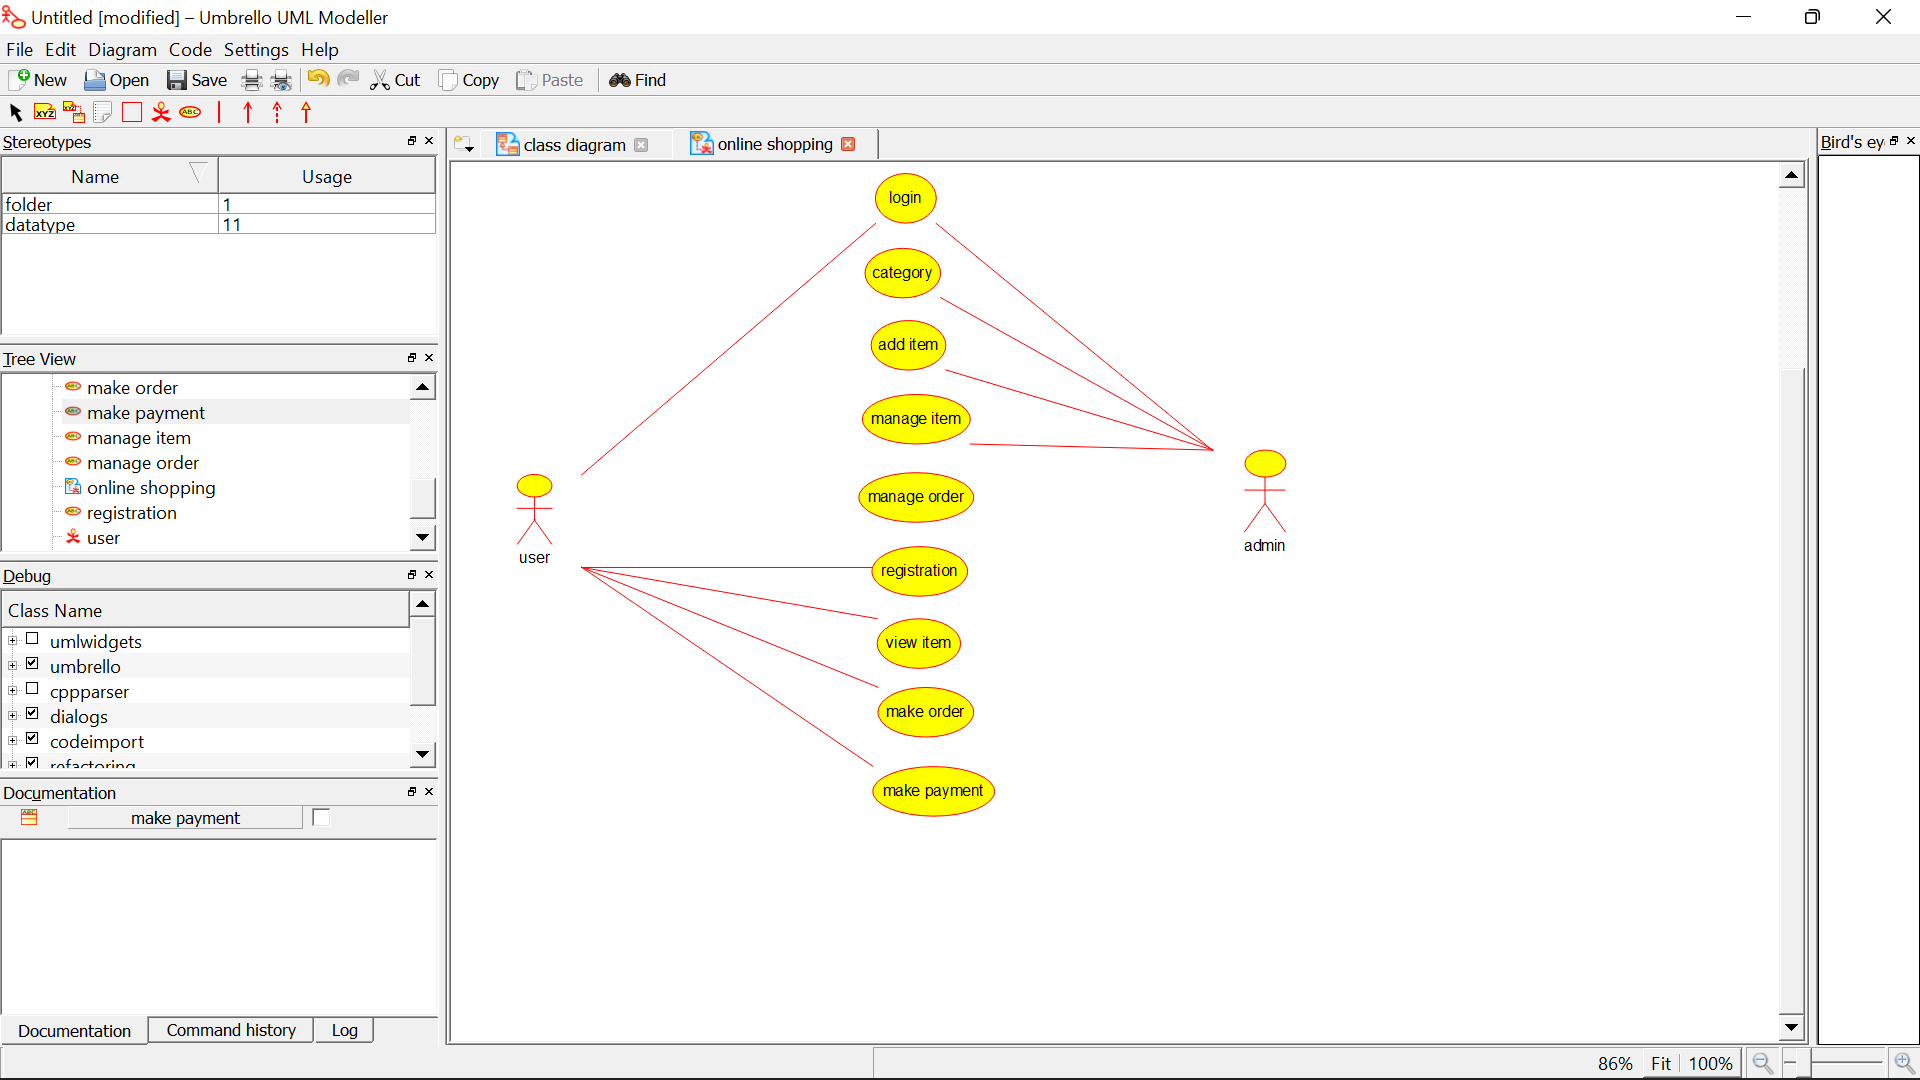 Untitled [modified] – Umbrello UML Modeller
File Edit Diagram Code Settings Help
New Open Save Cut Copy Paste Find
XYZ XYZ ABC
Stereotypes
Name Usage
folder 1
datatype 11
Tree View
make order
make payment
manage item
manage order
online shopping
registration
user
Debug
Class Name
umlwidgets
umbrello
cppparser
dialogs
codeimport
refactoring
Documentation
make payment
Documentation Command history Log
class diagram online shopping
login
category
add item
manage item
manage order
registration
view item
make order
make payment
user
admin
Bird's ey
86% Fit 100%